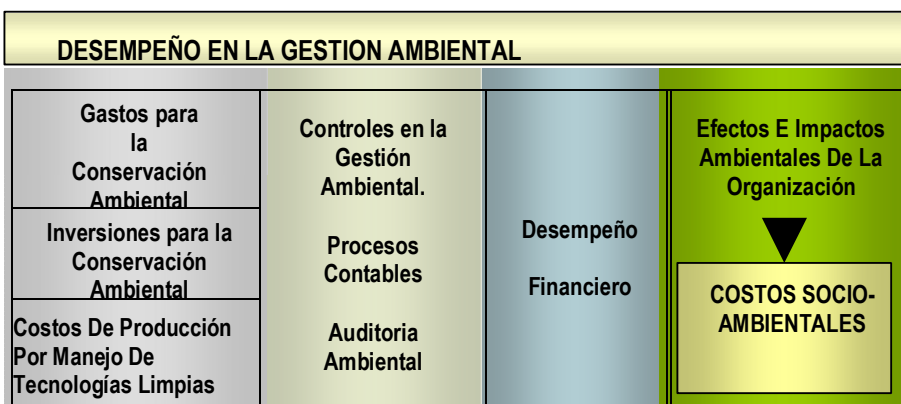 DESEMPEÑO EN LA GESTION AMBIENTAL
Gastos para
la
Conservación
Ambiental
Inversiones para la
Conservación
Ambiental
Costos De Producción
Por Manejo De
Tecnologías Limpias
Controles en la
Gestión
Ambiental.
Procesos
Contables
Auditoria
Ambiental
Desempeño
Financiero
Efectos E Impactos
Ambientales De La
Organización
COSTOS SOCIO-
AMBIENTALES